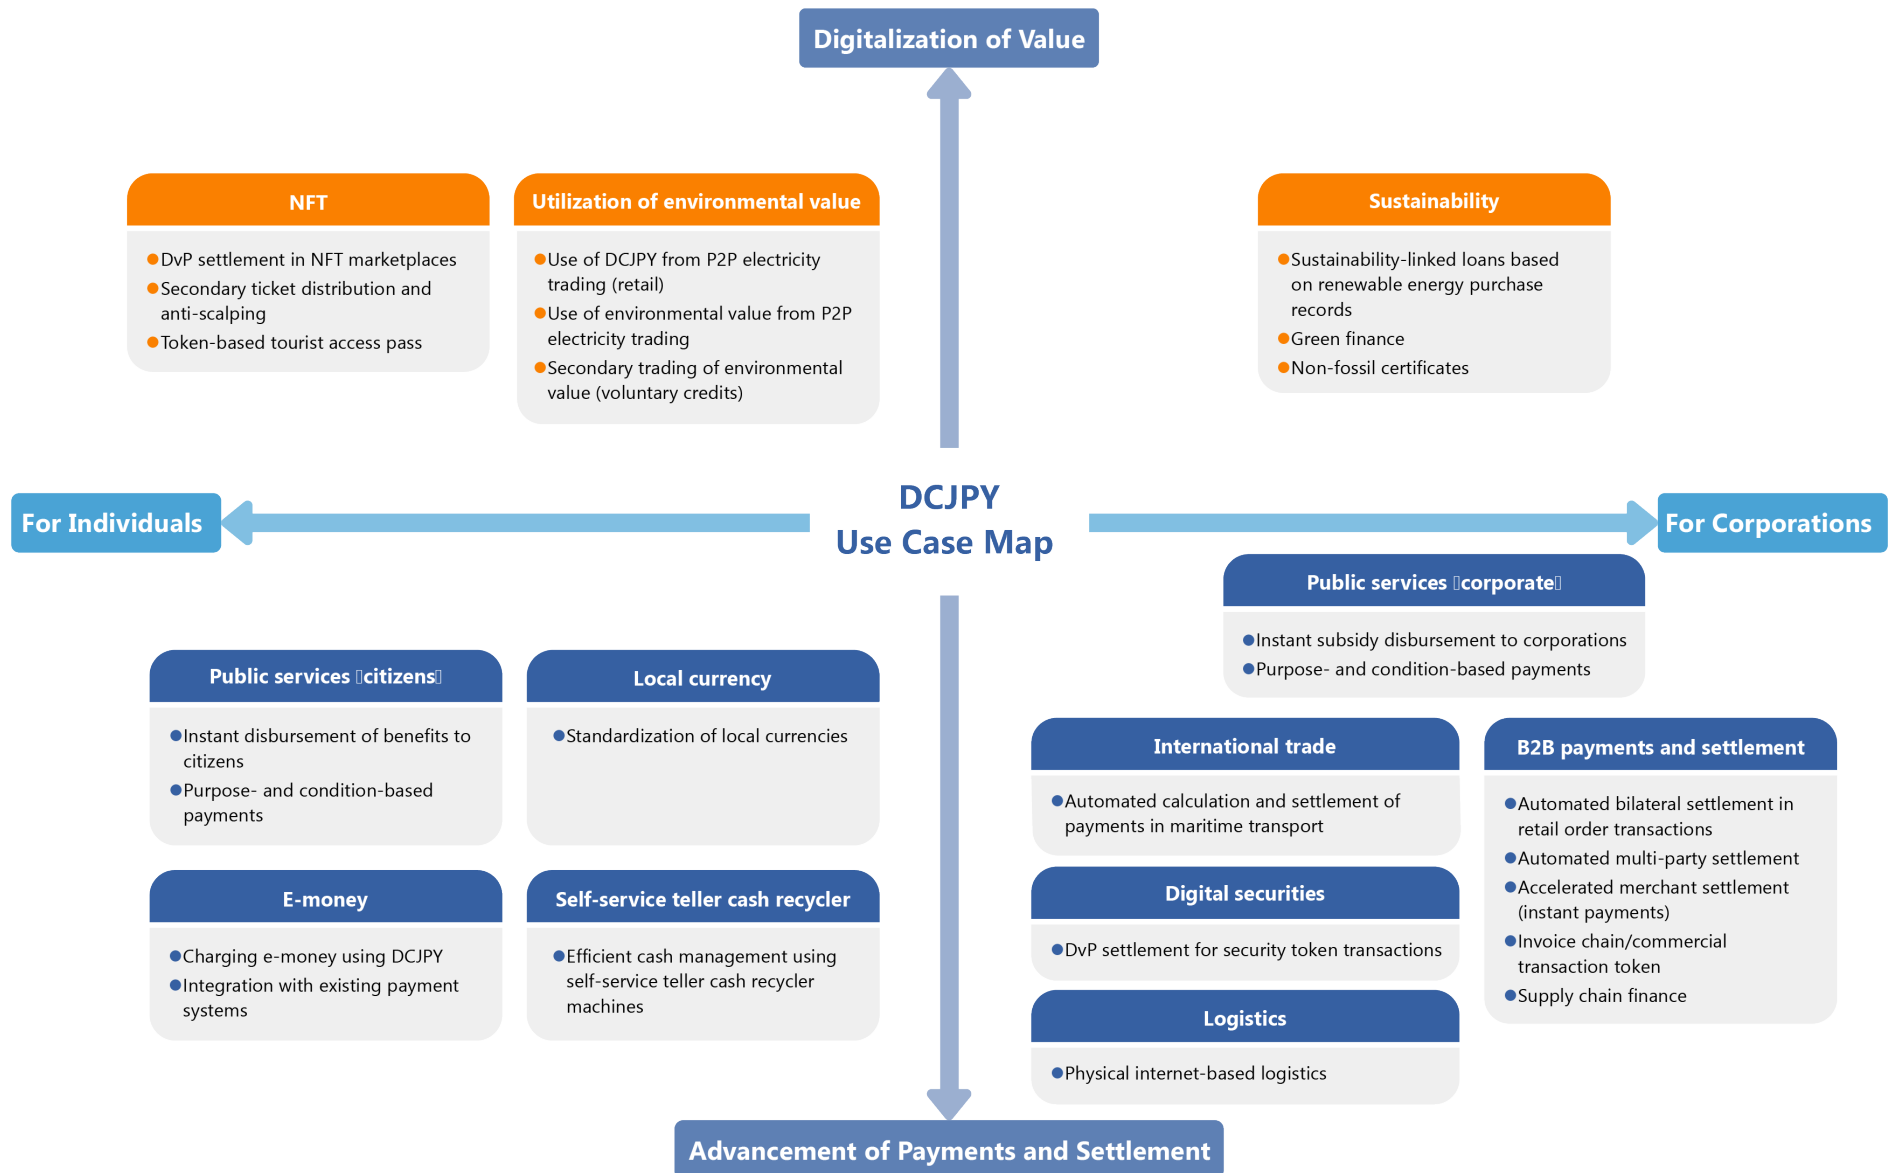 Digitalization of Value
NFT
●DvP settlement in NFT marketplaces
●Secondary ticket distribution and
anti-scalping
●Token-based tourist access pass
Utilization of environmental value
●Use of DCJPY from P2P electricity
trading (retail)
●Use of environmental value from P2P
electricity trading
●Secondary trading of environmental
value (voluntary credits)
Sustainability
●Sustainability-linked loans based
on renewable energy purchase
records
●Green finance
●Non-fossil certificates
For Individuals
DCJPY
Use Case Map
For Corporations
Public services ▯citizens▯
●Instant disbursement of benefits to
citizens
●Purpose- and condition-based
payments
Local currency
●Standardization of local currencies
E-money
●Charging e-money using DCJPY
●Integration with existing payment
systems
Self-service teller cash recycler
●Efficient cash management using
self-service teller cash recycler
machines
Public services ▯corporate▯
●Instant subsidy disbursement to corporations
●Purpose- and condition-based payments
International trade
●Automated calculation and settlement of
payments in maritime transport
Digital securities
●DvP settlement for security token transactions
Logistics
●Physical internet-based logistics
B2B payments and settlement
●Automated bilateral settlement in
retail order transactions
●Automated multi-party settlement
●Accelerated merchant settlement
(instant payments)
●Invoice chain/commercial
transaction token
●Supply chain finance
Advancement of Payments and Settlement